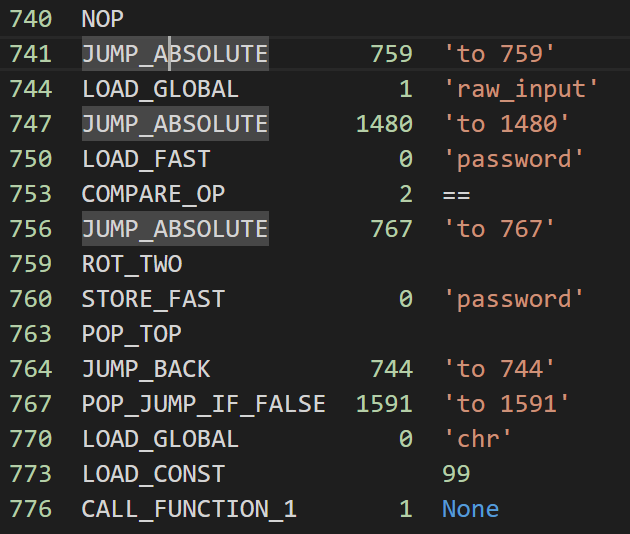 740 NOP
741 JUMP_ABSOLUTE 759 'to 759'
744 LOAD_GLOBAL 1 'raw_input'
747 JUMP_ABSOLUTE 1480 'to 1480'
750 LOAD_FAST 0 'password'
753 COMPARE_OP 2 ==
756 JUMP_ABSOLUTE 767 'to 767'
759 ROT_TWO
760 STORE_FAST 0 'password'
763 POP_TOP
764 JUMP_BACK 744 'to 744'
767 POP_JUMP_IF_FALSE 1591 'to 1591'
770 LOAD_GLOBAL 0 'chr'
773 LOAD_CONST 99
776 CALL_FUNCTION_1 1 None